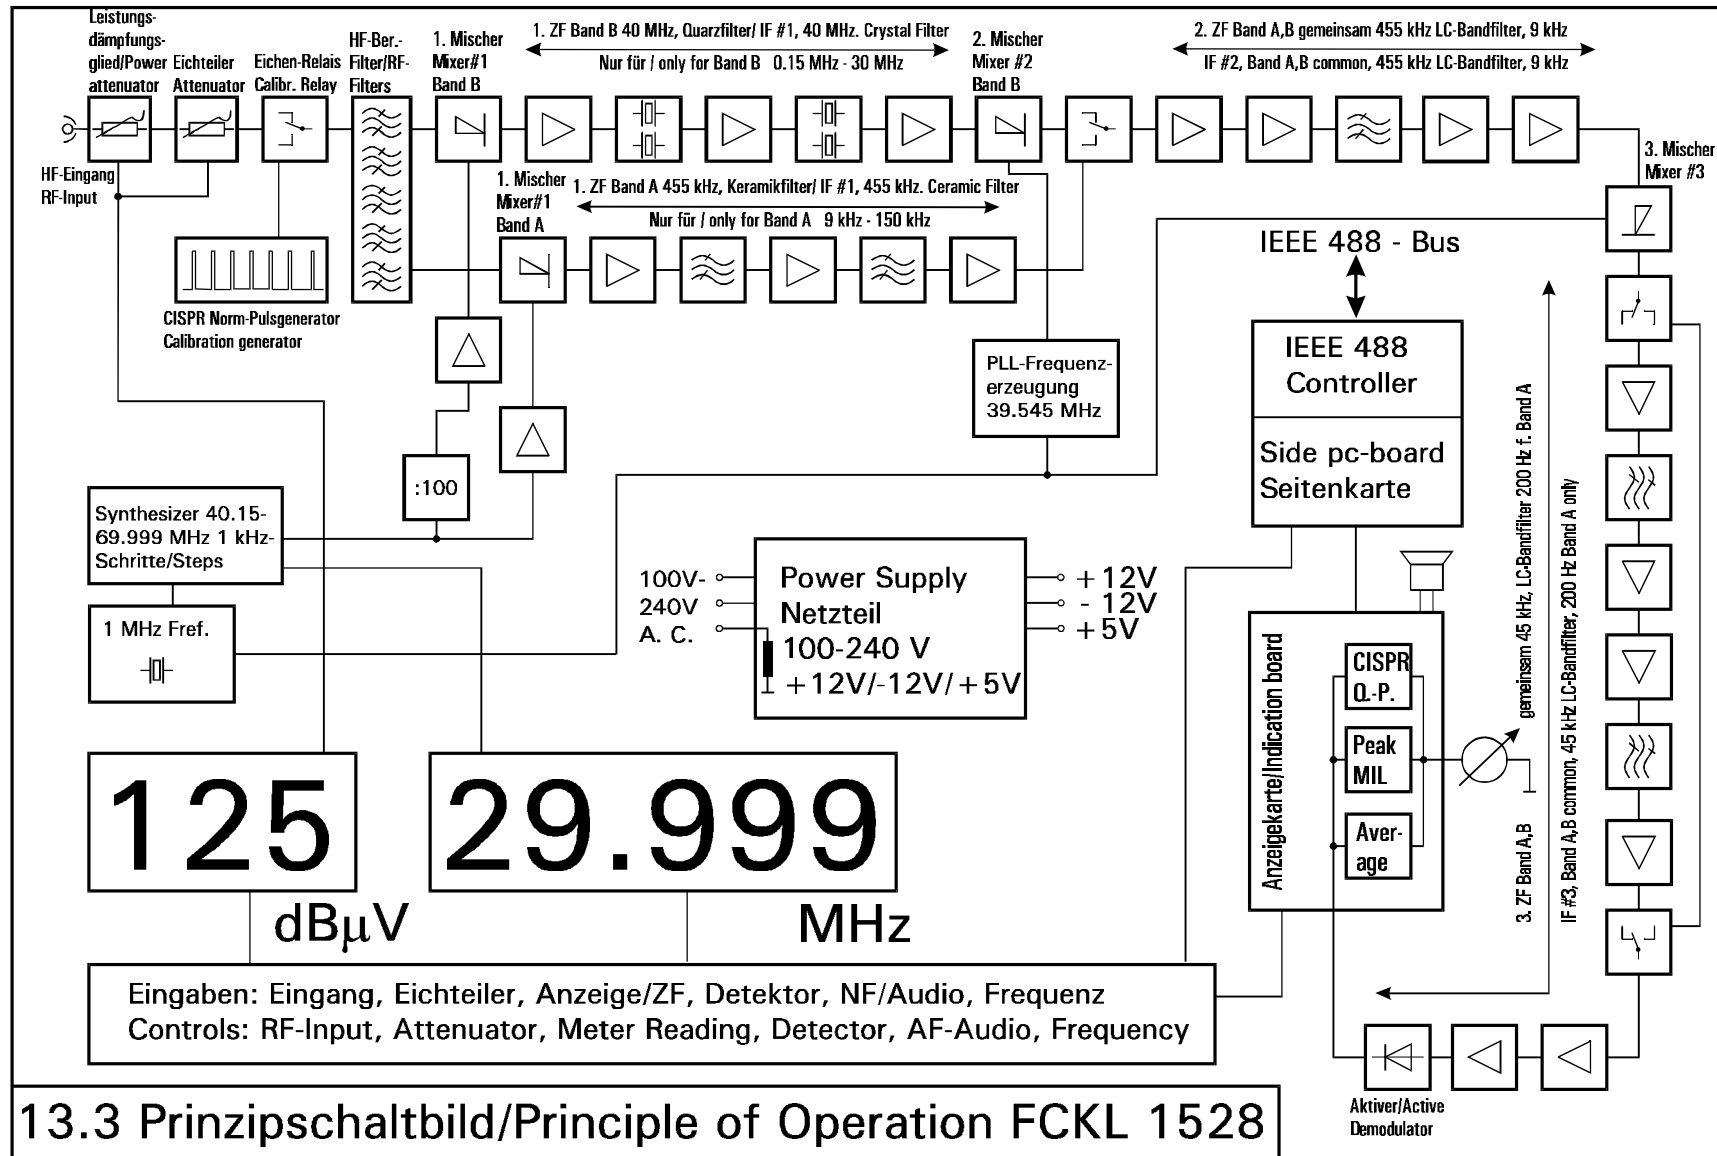 Leistungs-
dämpfungs-
glied/Power
attenuator
Eichteiler
Attenuator
Eichen-Relais
Calibr. Relay
HF-Ber.-
Filter/RF-
Filters
1. Mischer
Mixer#1
Band B
1. ZF Band B 40 MHz, Quarzfilter/ IF #1, 40 MHz. Crystal Filter
Nur für / only for Band B 0.15 MHz - 30 MHz
2. Mischer
Mixer #2
Band B
2. ZF Band A,B gemeinsam 455 kHz LC-Bandfilter, 9 kHz
IF #2, Band A,B common, 455 kHz LC-Bandfilter, 9 kHz
3. Mischer
Mixer #3
HF-Eingang
RF-Input
1. Mischer
Mixer#1
Band A
1. ZF Band A 455 kHz, Keramikfilter/ IF #1, 455 kHz. Ceramic Filter
Nur für / only for Band A 9 kHz - 150 kHz
CISPR Norm-Pulsgenerator
Calibration generator
IEEE 488 - Bus
IEEE 488
Controller
Side pc-board
Seitenkarte
PLL-Frequenz-
erzeugung
39.545 MHz
:100
Synthesizer 40.15-
69.999 MHz 1 kHz-
Schritte/Steps
1 MHz Fref.
100V-
240V
A. C.
Power Supply
Netzteil
100-240 V
+12V/-12V/+5V
+12V
- 12V
+5V
Anzeigekarte/Indication board
CISPR
Q.-P.
Peak
MIL
Aver-
age
3. ZF Band A,B gemeinsam 45 kHz, LC-Bandfilter 200 Hz f. Band A
IF #3, Band A,B common, 45 kHz LC-Bandfilter, 200 Hz Band A only
125
dBµV
29.999
MHz
Eingaben: Eingang, Eichteiler, Anzeige/ZF, Detektor, NF/Audio, Frequenz
Controls: RF-Input, Attenuator, Meter Reading, Detector, AF-Audio, Frequency
Aktiver/Active
Demodulator
13.3 Prinzipschaltbild/Principle of Operation FCKL 1528